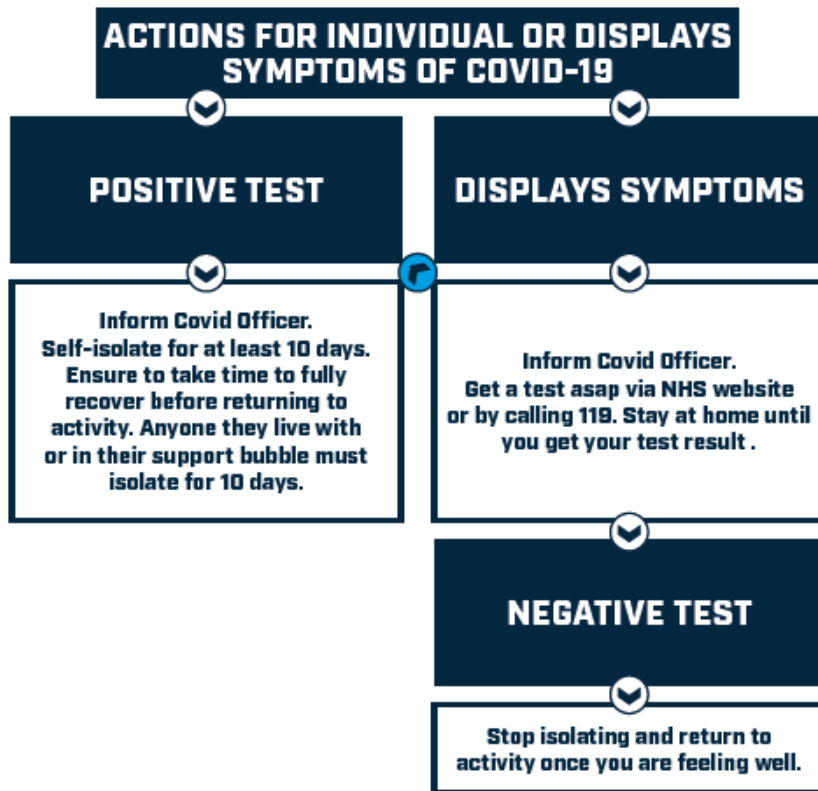 ACTIONS FOR INDIVIDUAL OR DISPLAYS
SYMPTOMS OF COVID-19
POSITIVE TEST
Inform Covid Officer.
Self-isolate for at least 10 days.
Ensure to take time to fully
recover before returning to
activity. Anyone they live with
or in their support bubble must
isolate for 10 days.
DISPLAYS SYMPTOMS
Inform Covid Officer.
Get a test asap via NHS website
or by calling 119. Stay at home until
you get your test result .
NEGATIVE TEST
Stop isolating and return to
activity once you are feeling well.